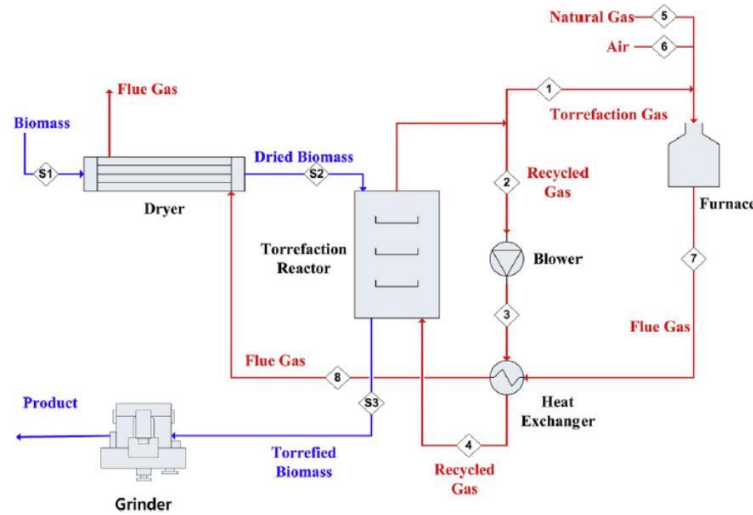 Natural Gas
5
Air
6
Flue Gas
1
Torrefaction Gas
Biomass
S1
Dried Biomass
S2
Dryer
2
Recycled
Gas
Furnace
Torrefaction
Reactor
Blower
7
3
Flue Gas
Flue Gas
8
S3
Heat
Exchanger
Product
Torrefied
Biomass
4
Recycled
Gas
Grinder